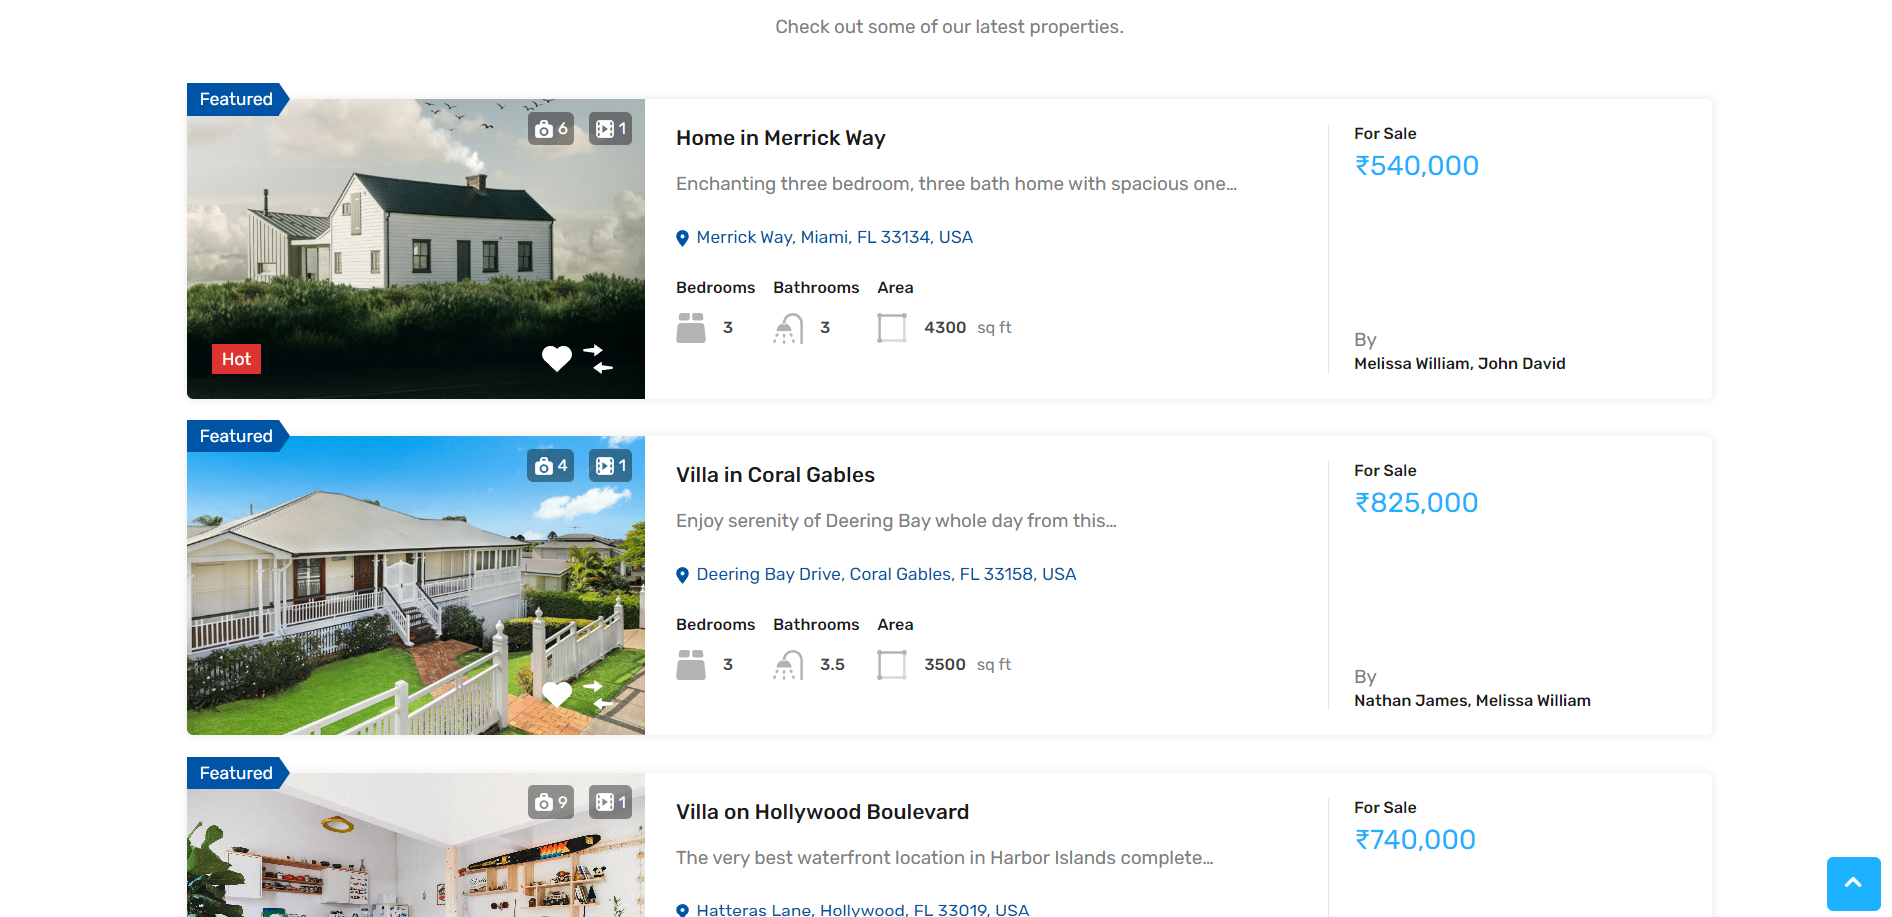 Check out some of our latest properties.
Featured
6
1
Hot
Home in Merrick Way
Enchanting three bedroom, three bath home with spacious one…
Merrick Way, Miami, FL 33134, USA
Bedrooms Bathrooms Area
3 3 4300 sq ft
For Sale
₹540,000
By
Melissa William, John David
Featured
4
1
Villa in Coral Gables
Enjoy serenity of Deering Bay whole day from this…
Deering Bay Drive, Coral Gables, FL 33158, USA
Bedrooms Bathrooms Area
3 3.5 3500 sq ft
For Sale
₹825,000
By
Nathan James, Melissa William
Featured
9
1
Villa on Hollywood Boulevard
The very best waterfront location in Harbor Islands complete…
Hatteras Lane, Hollywood, FL 33019, USA
For Sale
₹740,000